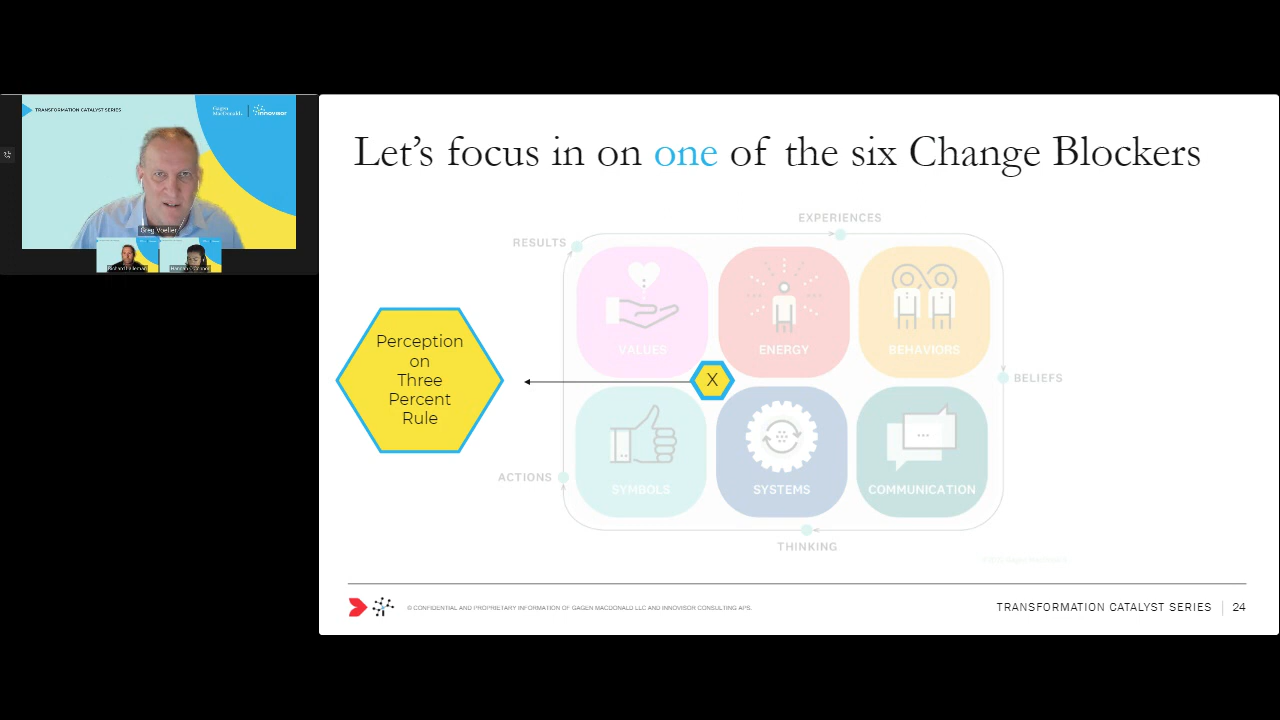 TRANSFORMATION CATALYST SERIES
Gagen
MacDonald
innovisor
Greg Voeller
Let's focus in on one of the six Change Blockers
EXPERIENCES
RESULTS
VALUES
ENERGY
BEHAVIORS
Perception
on
Three
Percent
Rule
X
BELIEFS
ACTIONS
SYMBOLS
SYSTEMS
COMMUNICATION
THINKING
© CONFIDENTIAL AND PROPRIETARY INFORMATION OF GAGEN MACDONALD LLC AND INNOVISOR CONSULTING APS.
TRANSFORMATION CATALYST SERIES
24